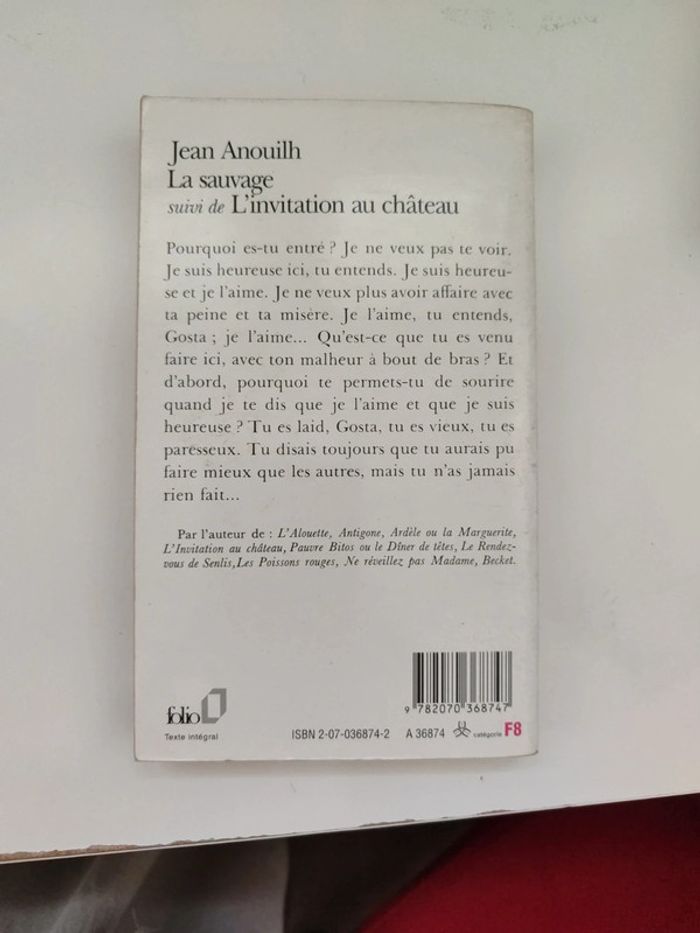 Jean Anouilh
La sauvage
suivi de L'invitation au château
Pourquoi es-tu entré ? Je ne veux pas te voir.
Je suis heureuse ici, tu entends. Je suis heureu-
se et je l'aime. Je ne veux plus avoir affaire avec
ta peine et ta misère. Je l'aime, tu entends,
Gosta ; je l'aime... Qu'est-ce que tu es venu
faire ici, avec ton malheur à bout de bras ? Et
d'abord, pourquoi te permets-tu de sourire
quand je te dis que je l'aime et que je suis
heureuse ? Tu es laid, Gosta, tu es vieux, tu es
paresseux. Tu disais toujours que tu aurais pu
faire mieux que les autres, mais tu n'as jamais
rien fait...
Par l'auteur de : L'Alouette, Antigone, Ardèle ou la Marguerite,
L'Invitation au château, Pauvre Bitos ou le Dîner de têtes, Le Rendez-
vous de Senlis, Les Poissons rouges, Ne réveillez pas Madame, Becket.
9 782070 368747
folio
Texte intégral
ISBN 2-07-036874-2 A 36874 catégorie F8